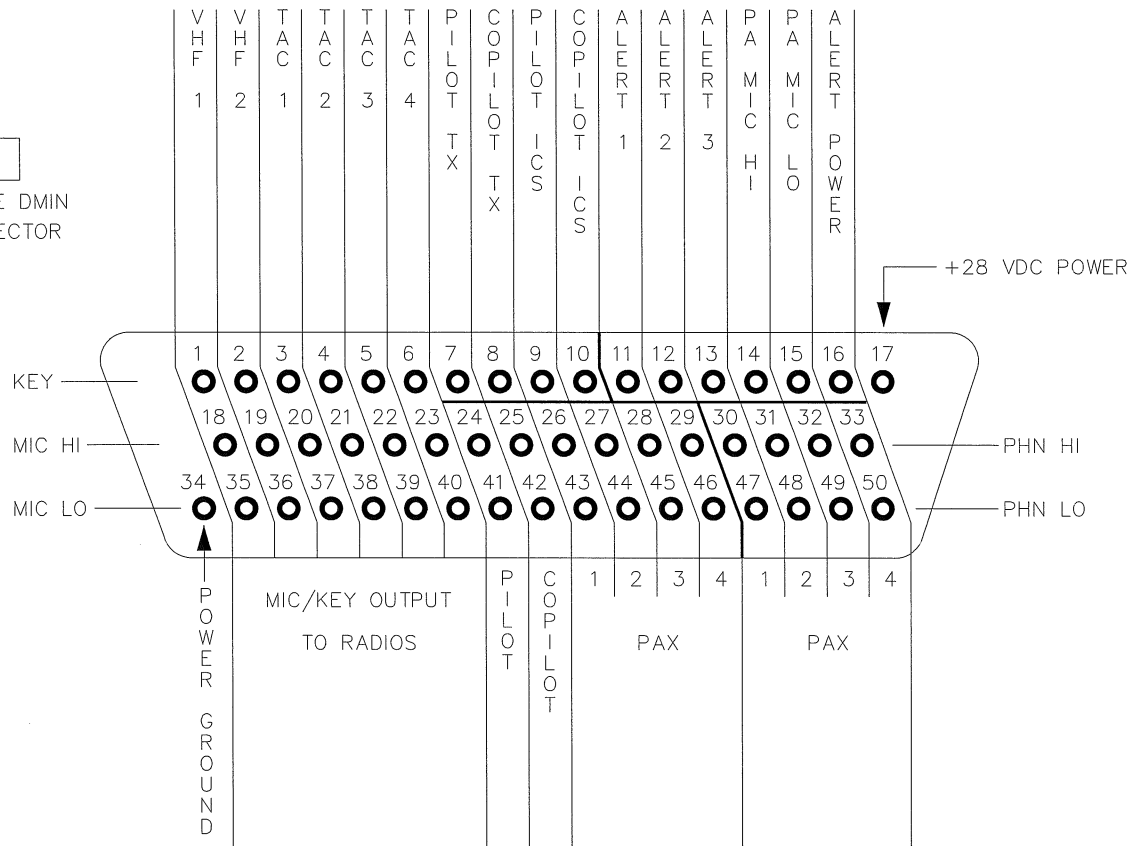 VHF 1
VHF 2
TAC 1
TAC 2
TAC 3
TAC 4
PILOT TX
COPILOT TX
PILOT ICS
COPILOT ICS
ALERT 1
ALERT 2
ALERT 3
PA MIC HI
PA MIC LO
ALERT POWER
E DMIN
ECTOR
+28 VDC POWER
1 2 3 4 5 6 7 8 9 10 11 12 13 14 15 16 17
KEY
18 19 20 21 22 23 24 25 26 27 28 29 30 31 32 33
MIC HI
PHN HI
34 35 36 37 38 39 40 41 42 43 44 45 46 47 48 49 50
MIC LO
PHN LO
POWER GROUND
MIC/KEY OUTPUT
TO RADIOS
PILOT
COPILOT
1 2 3 4
PAX
1 2 3 4
PAX